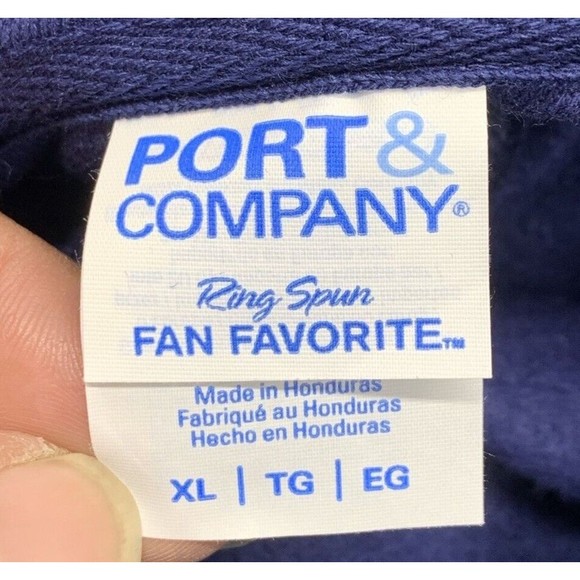 PORT &
COMPANY®
Ring Spun
FAN FAVORITE™
Made in Honduras
Fabriqué au Honduras
Hecho en Honduras
XL | TG | EG